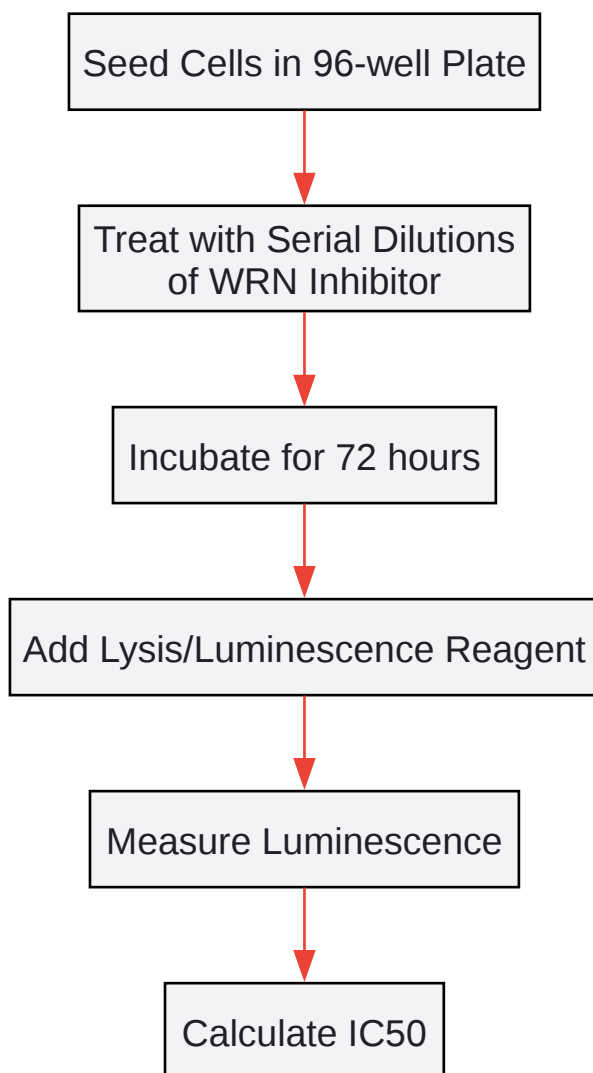 Seed Cells in 96-well Plate
Treat with Serial Dilutions
of WRN Inhibitor
Incubate for 72 hours
Add Lysis/Luminescence Reagent
Measure Luminescence
Calculate IC50